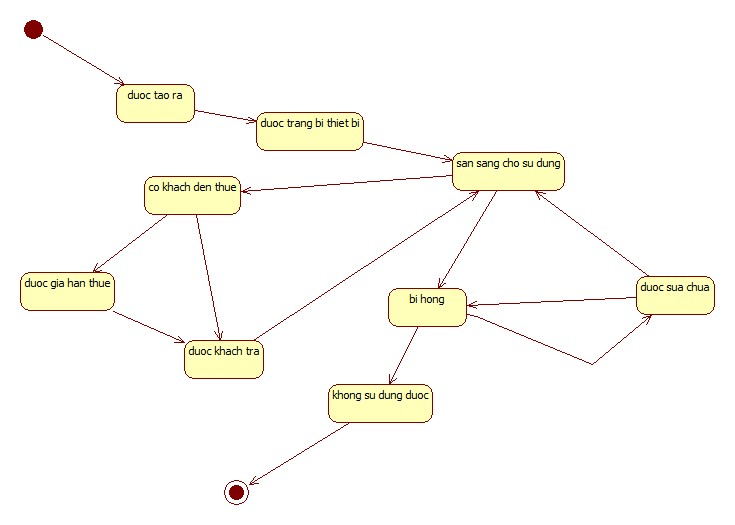 duoc tao ra
duoc trang bi thiet bi
san sang cho su dung
co khach den thue
duoc gia han thue
bi hong
duoc sua chua
duoc khach tra
khong su dung duoc